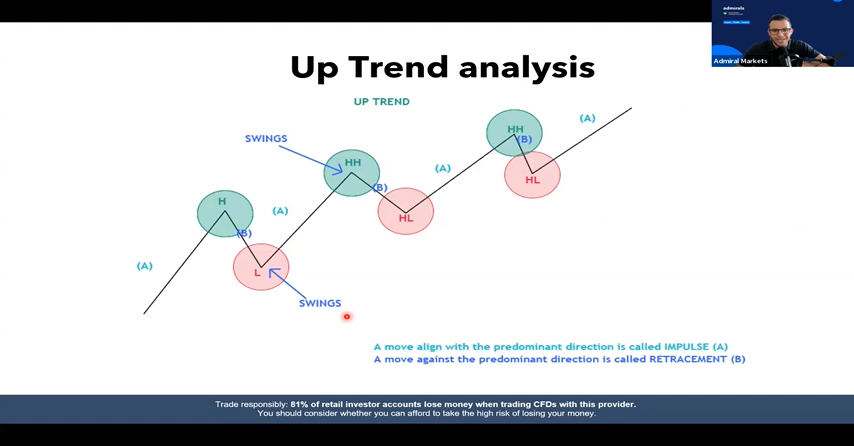 admirals
Admiral Markets
Up Trend analysis
UP TREND
(A)
HH
(B)
SWINGS
HH
(A)
HL
(B)
H
(A)
HL
(B)
(A)
L
SWINGS
A move align with the predominant direction is called IMPULSE (A)
A move against the predominant direction is called RETRACEMENT (B)
Trade responsibly: 81% of retail investor accounts lose money when trading CFDs with this provider.
You should consider whether you can afford to take the high risk of losing your money.